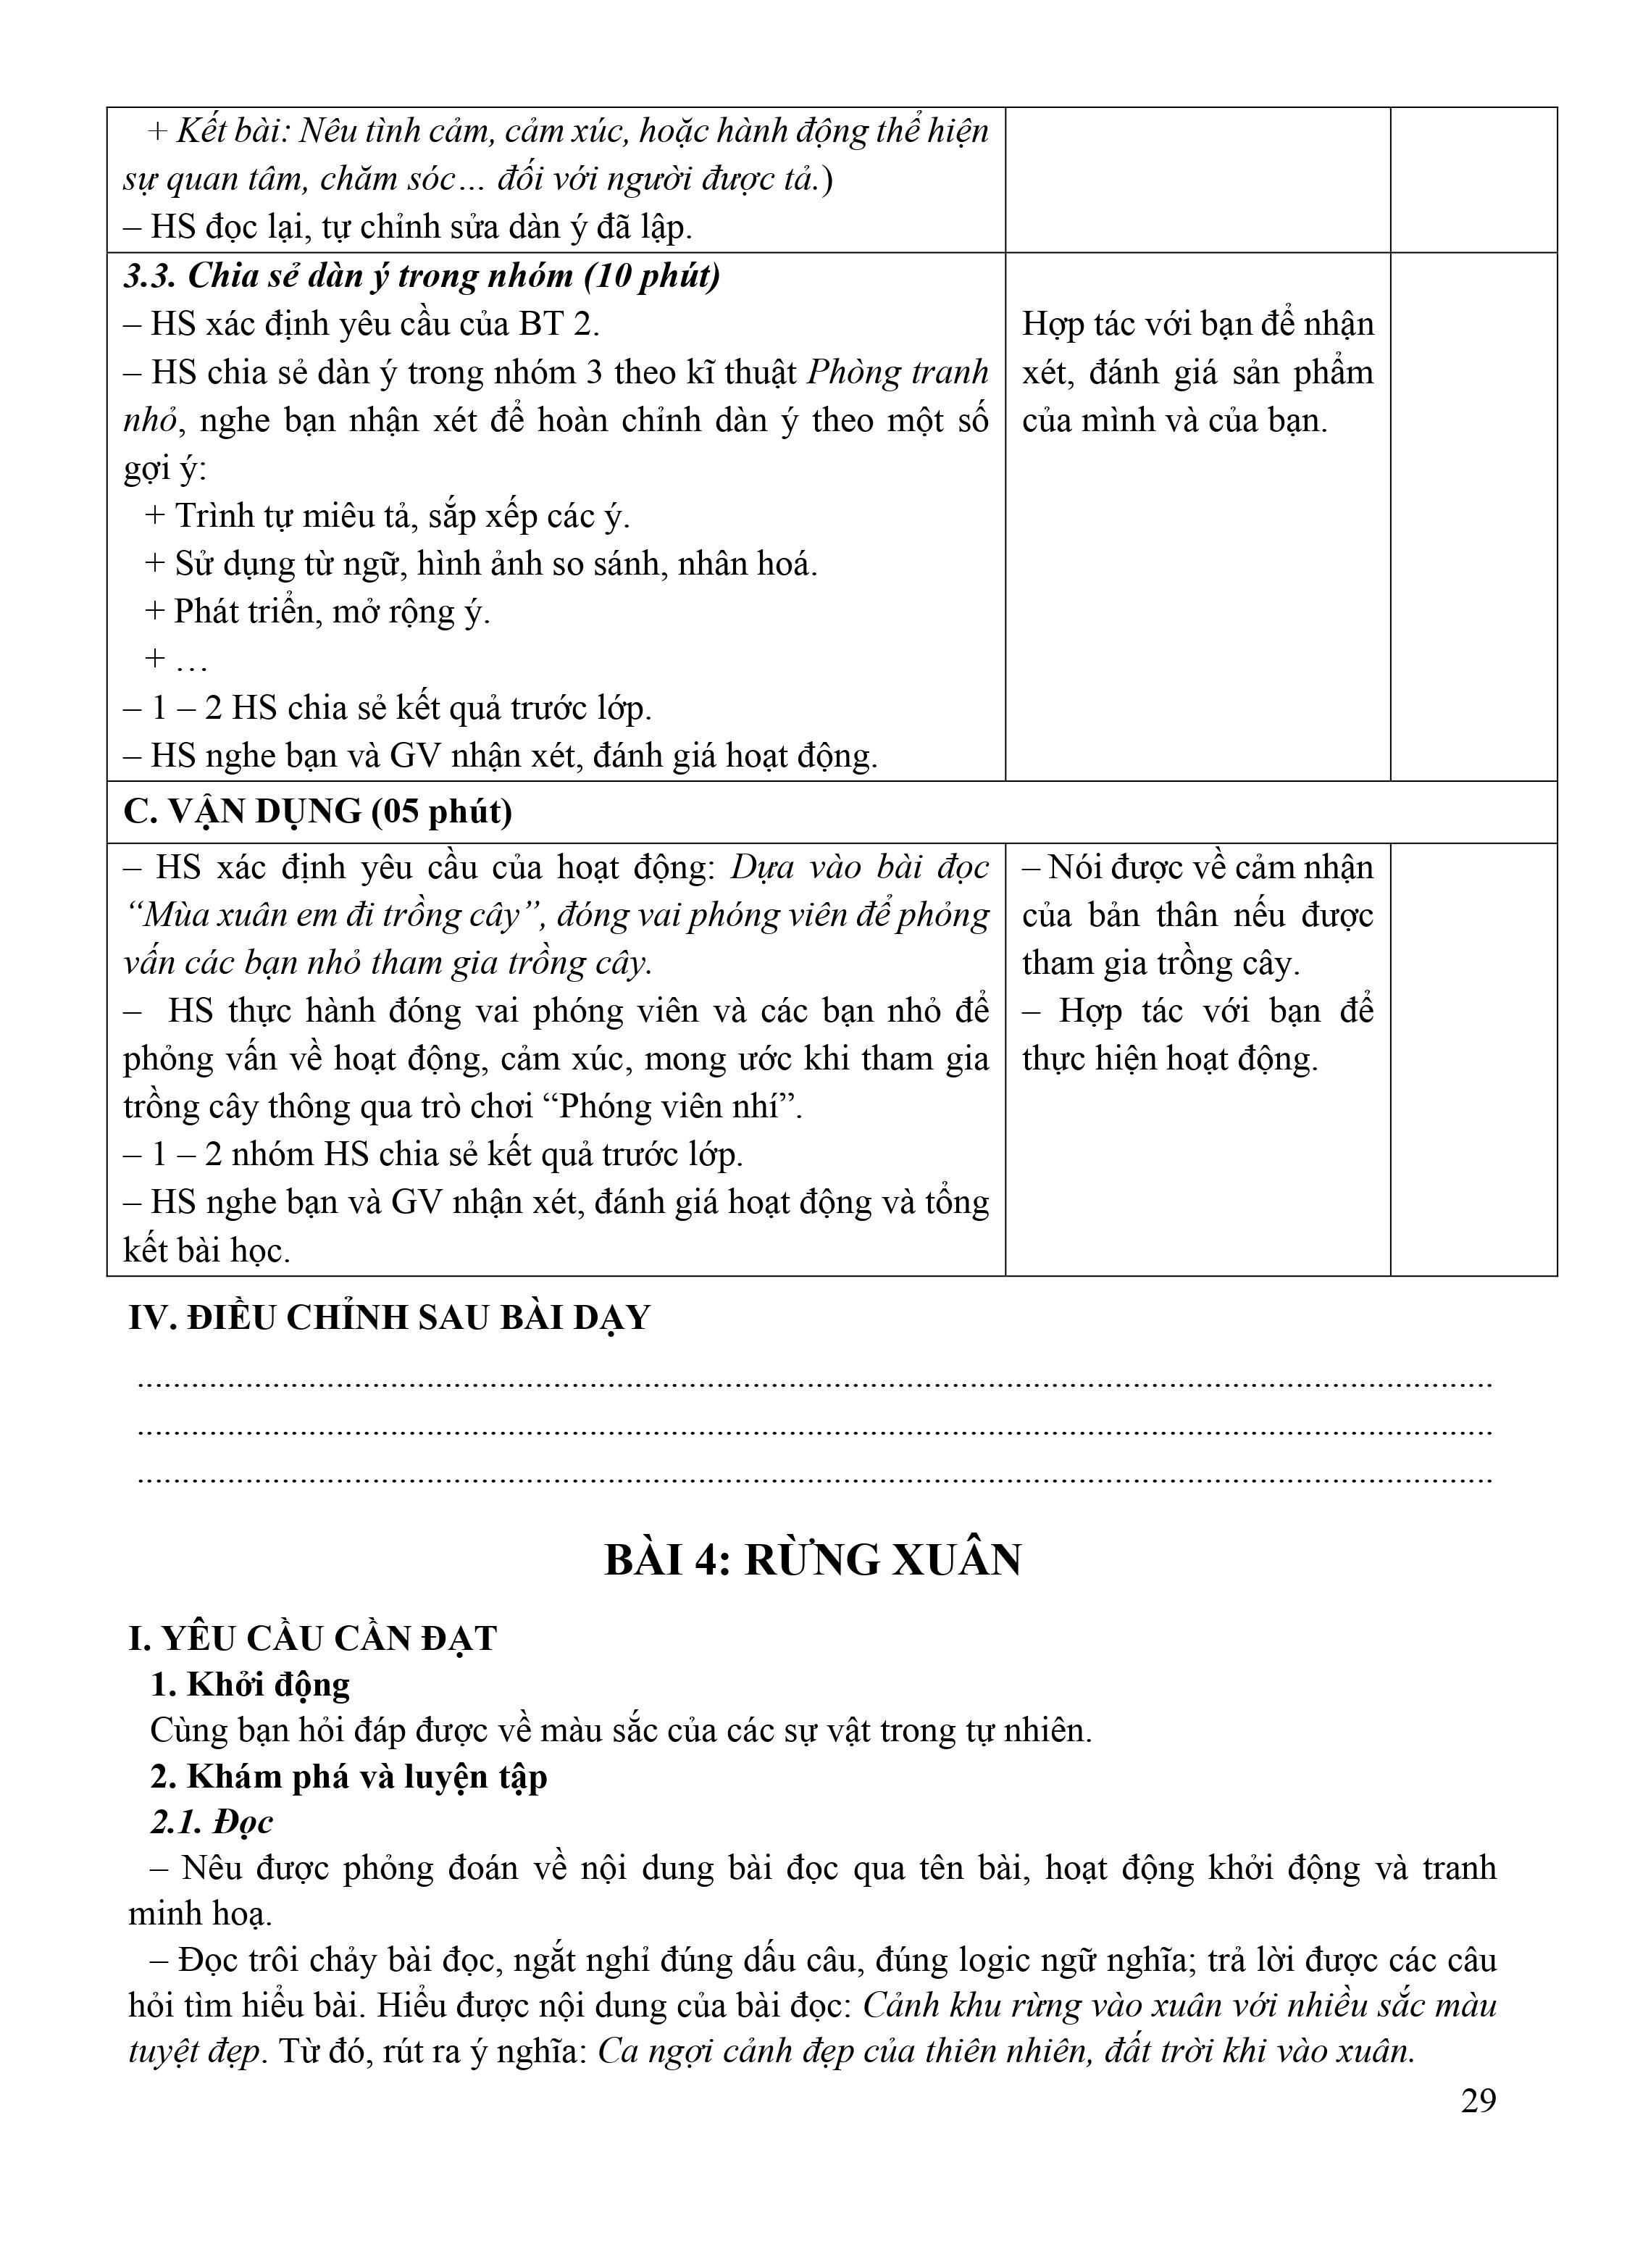 + Kết bài: Nêu tình cảm, cảm xúc, hoặc hành động thể hiện
sự quan tâm, chăm sóc… đối với người được tả.)
– HS đọc lại, tự chỉnh sửa dàn ý đã lập.
3.3. Chia sẻ dàn ý trong nhóm (10 phút)
– HS xác định yêu cầu của BT 2.
– HS chia sẻ dàn ý trong nhóm 3 theo kĩ thuật Phòng tranh
nhỏ, nghe bạn nhận xét để hoàn chỉnh dàn ý theo một số
gợi ý:
+ Trình tự miêu tả, sắp xếp các ý.
+ Sử dụng từ ngữ, hình ảnh so sánh, nhân hoá.
+ Phát triển, mở rộng ý.
+ …
– 1 – 2 HS chia sẻ kết quả trước lớp.
– HS nghe bạn và GV nhận xét, đánh giá hoạt động.
Hợp tác với bạn để nhận
xét, đánh giá sản phẩm
của mình và của bạn.
C. VẬN DỤNG (05 phút)
– HS xác định yêu cầu của hoạt động: Dựa vào bài đọc
“Mùa xuân em đi trồng cây”, đóng vai phóng viên để phỏng
vấn các bạn nhỏ tham gia trồng cây.
– HS thực hành đóng vai phóng viên và các bạn nhỏ để
phỏng vấn về hoạt động, cảm xúc, mong ước khi tham gia
trồng cây thông qua trò chơi “Phóng viên nhí”.
– 1 – 2 nhóm HS chia sẻ kết quả trước lớp.
– HS nghe bạn và GV nhận xét, đánh giá hoạt động và tổng
kết bài học.
– Nói được về cảm nhận
của bản thân nếu được
tham gia trồng cây.
– Hợp tác với bạn để
thực hiện hoạt động.
IV. ĐIỀU CHỈNH SAU BÀI DẠY
BÀI 4: RỪNG XUÂN
I. YÊU CẦU CẦN ĐẠT
1. Khởi động
Cùng bạn hỏi đáp được về màu sắc của các sự vật trong tự nhiên.
2. Khám phá và luyện tập
2.1. Đọc
– Nêu được phỏng đoán về nội dung bài đọc qua tên bài, hoạt động khởi động và tranh
minh hoạ.
– Đọc trôi chảy bài đọc, ngắt nghỉ đúng dấu câu, đúng logic ngữ nghĩa; trả lời được các câu
hỏi tìm hiểu bài. Hiểu được nội dung của bài đọc: Cảnh khu rừng vào xuân với nhiều sắc màu
tuyệt đẹp. Từ đó, rút ra ý nghĩa: Ca ngợi cảnh đẹp của thiên nhiên, đất trời khi vào xuân.
29